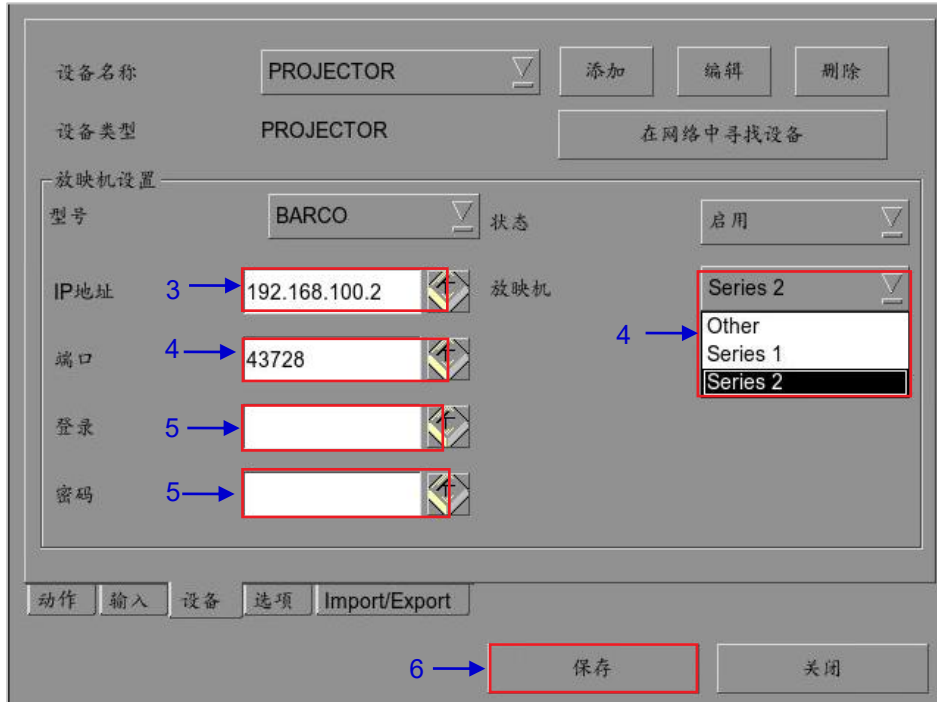 设备名称 PROJECTOR 添加 编辑 删除
设备类型 PROJECTOR 在网络中寻找设备
放映机设置
型号 BARCO 状态 启用
IP地址 3 192.168.100.2 放映机 Series 2
4 Other
端口 4 43728 Series 1
Series 2
登录 5
密码 5
动作 输入 设备 选项 Import/Export
6 保存 关闭